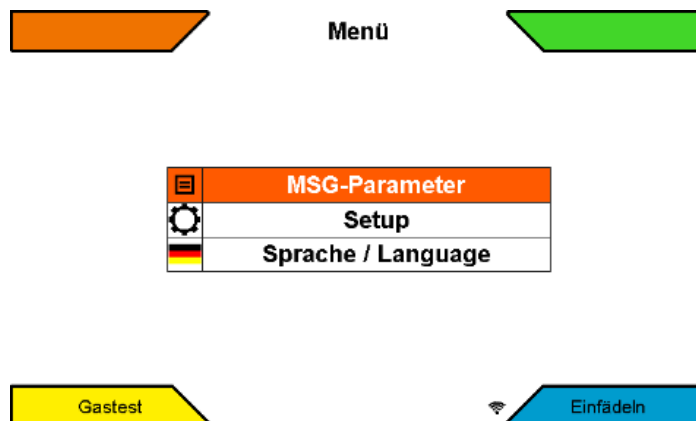 Menü
MSG-Parameter
Setup
Sprache / Language
Gastest
Einfädeln